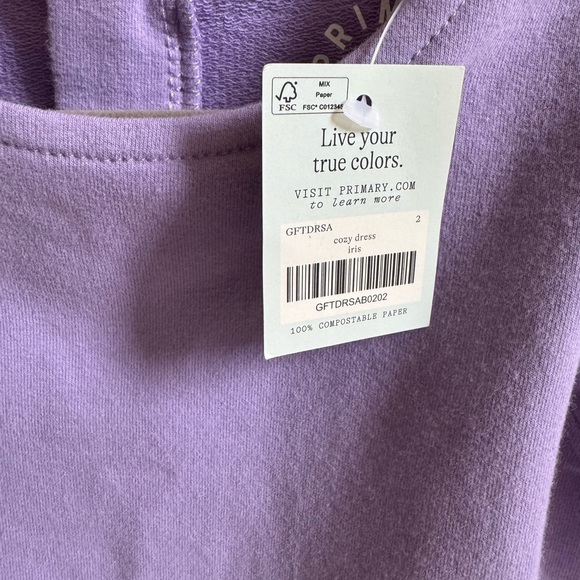 PRIM
MIX
Paper
FSC
FSC® C012345
Live your
true colors.
VISIT PRIMARY.COM
to learn more
GFTDRSA 2
cozy dress
iris
GFTDRSAB0202
100% COMPOSTABLE PAPER